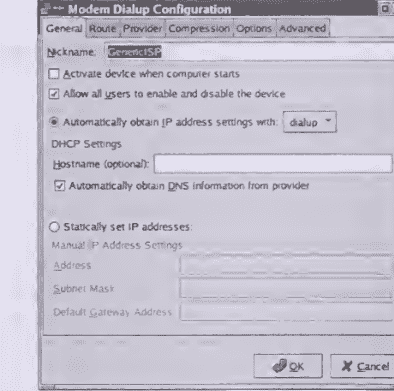 Modem Dialup Configuration
General Route Provider Compression Options Advanced
Nickname: GenericISP
Activate device when computer starts
Allow all users to enable and disable the device
Automatically obtain IP address settings with: dialup
DHCP Settings
Hostname (optional):
Automatically obtain DNS information from provider
Statically set IP addresses:
Manual IP Address Settings
Address
Subnet Mask
Default Gateway Address
OK Cancel